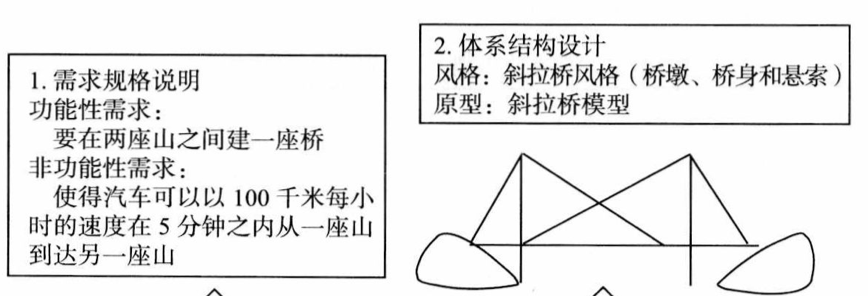 1. 需求规格说明
功能性需求：
要在两座山之间建一座桥
非功能性需求：
使得汽车可以以 100 千米每小
时的速度在 5 分钟之内从一座山
到达另一座山
2. 体系结构设计
风格：斜拉桥风格（桥墩、桥身和悬索）
原型：斜拉桥模型